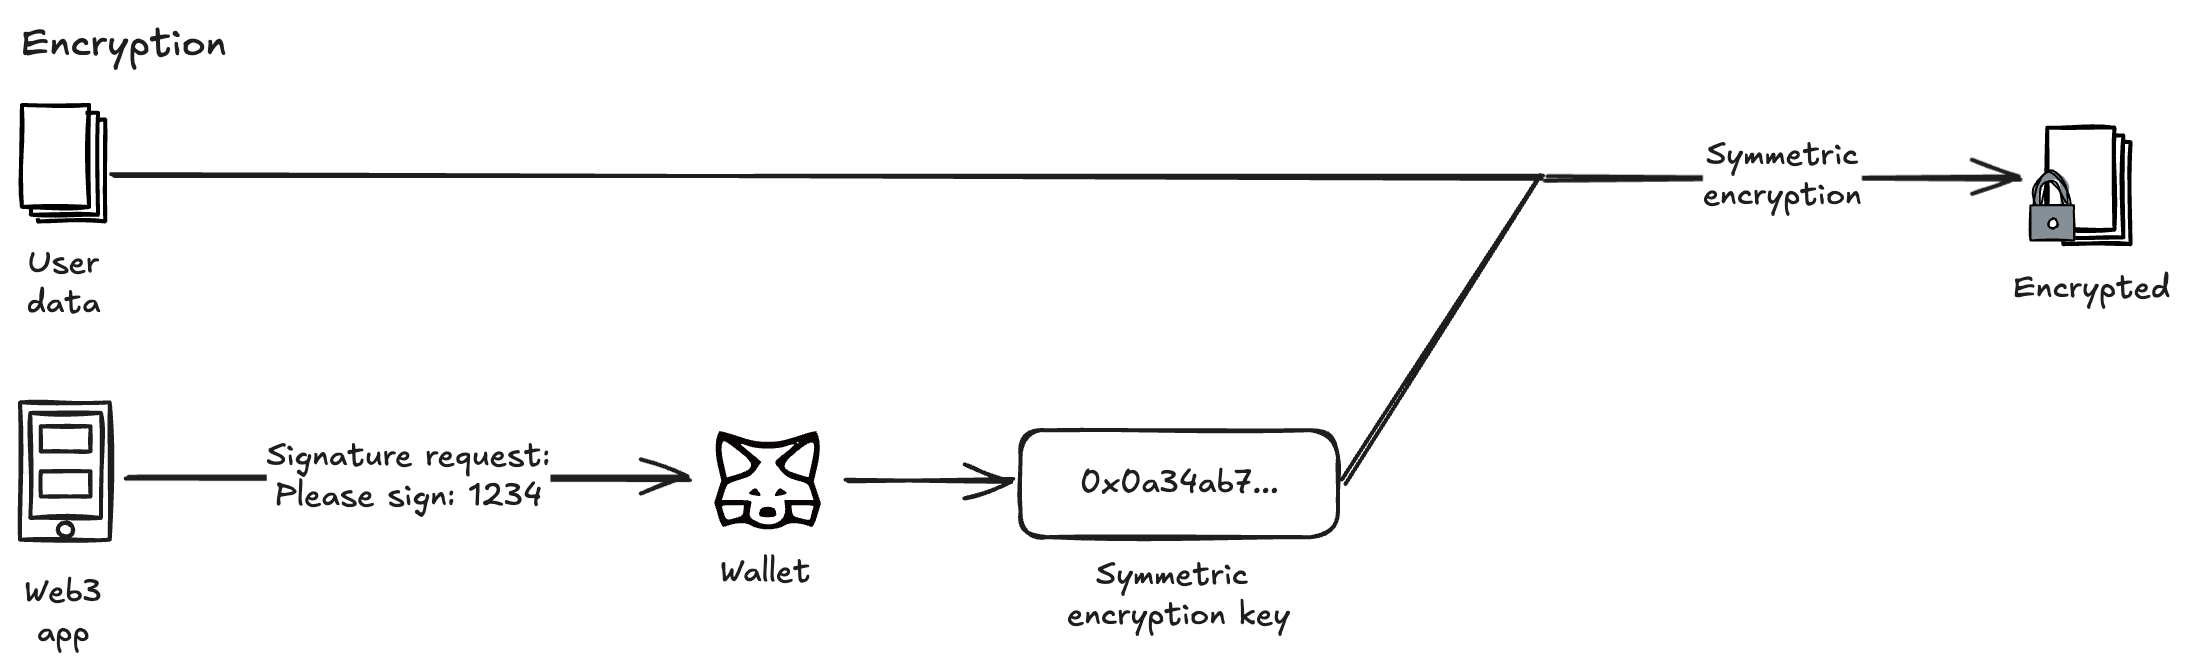 Encryption
User
data
Symmetric
encryption
Encrypted
Web3
app
Signature request:
Please sign: 1234
Wallet
0x0a34ab7...
Symmetric
encryption key